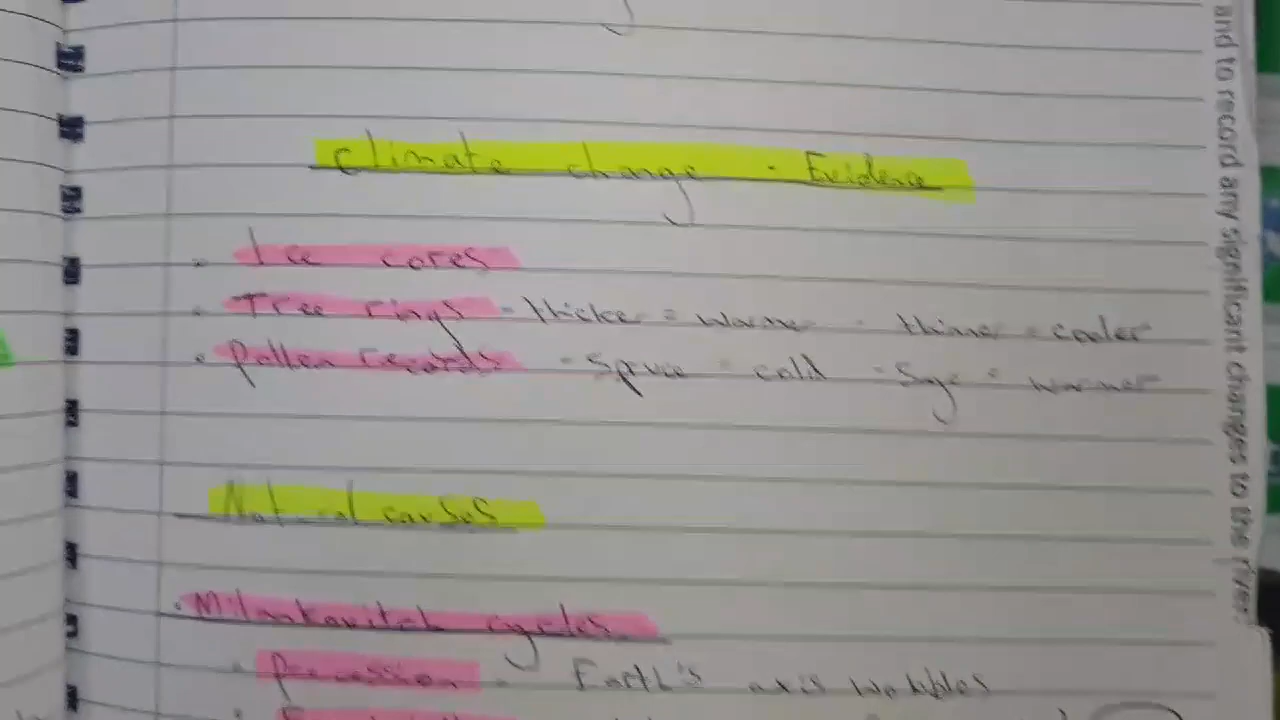 climate change - Evidence
• Ice cores
• Tree rings - thicker = warmer - thinner = cooler
• pollen records - Spruce = cold - Sage = warmer
Natural causes
• Milankovitch cycles
• Precession - Earth's axis wobbles
and to record any significant changes to the river